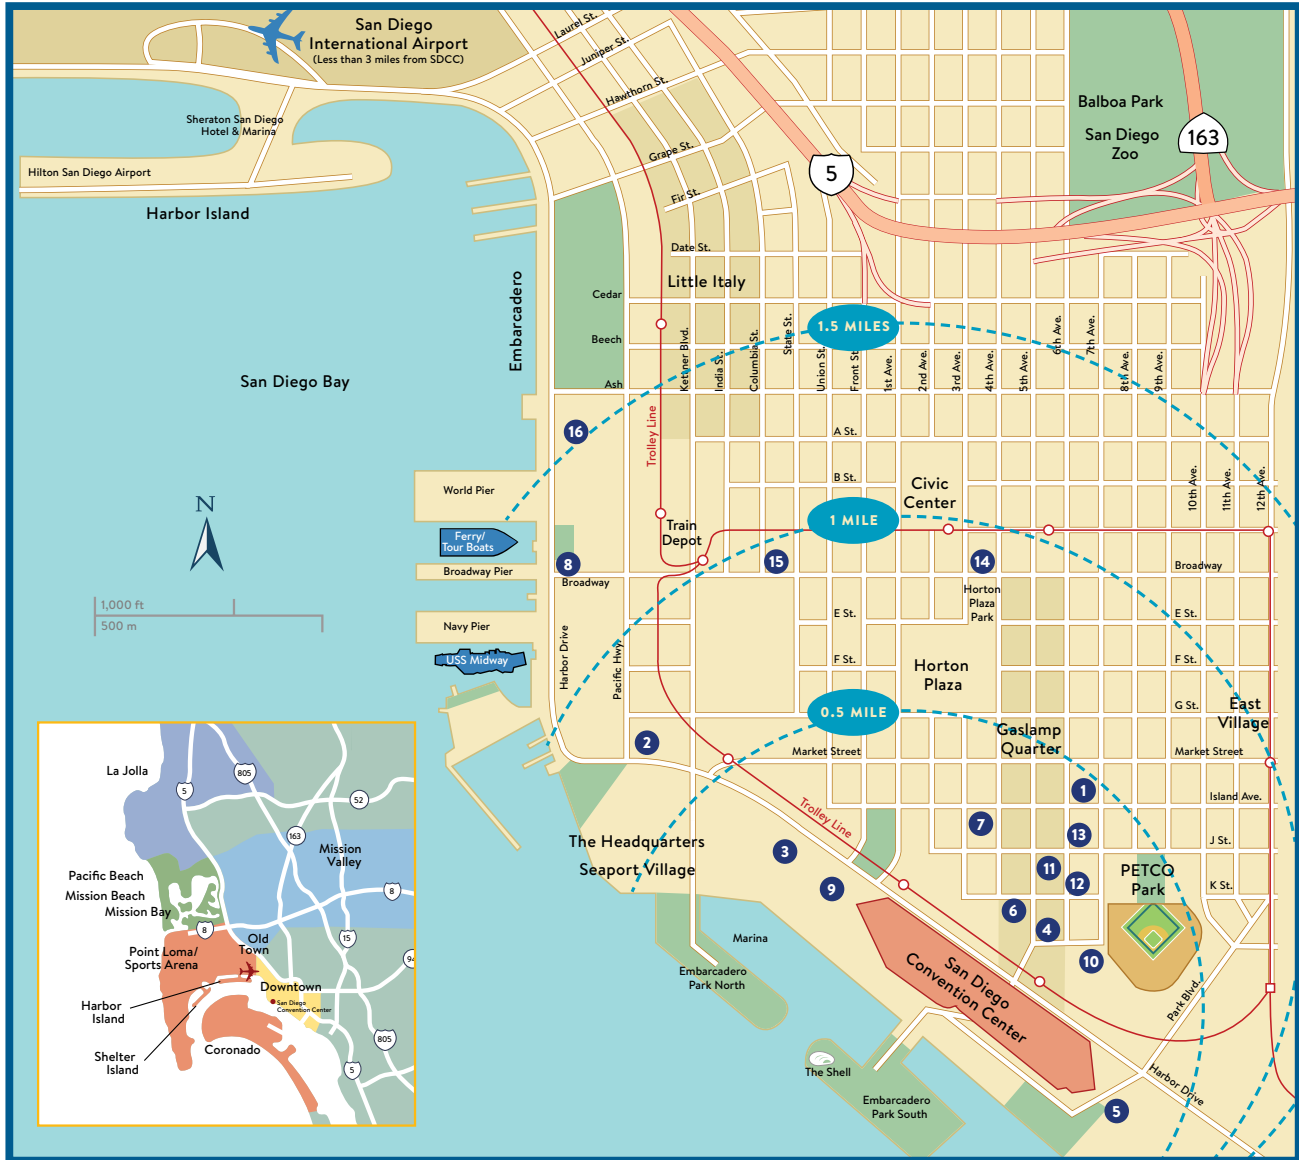 San Diego
International Airport
(Less than 3 miles from SDCC)
Laurel St.
Juniper St.
Hawthorn St.
Grape St.
Fir St.
Date St.
Little Italy
Balboa Park
San Diego
Zoo
163
5
Sheraton San Diego
Hotel & Marina
Hilton San Diego Airport
Harbor Island
Embarcadero
San Diego Bay
Cedar
Beech
Ash
1.5 MILES
Kettner Blvd.
India St.
Columbia St.
State St.
Union St.
Front St.
1st Ave.
2nd Ave.
3rd Ave.
4th Ave.
5th Ave.
6th Ave.
7th Ave.
8th Ave.
9th Ave.
10th Ave.
11th Ave.
12th Ave.
16
Trolley Line
A St.
B St.
Civic
Center
World Pier
N
Ferry/
Tour Boats
Broadway Pier
Train
Depot
1 MILE
8
15
14
Broadway
Broadway
1,000 ft
500 m
Navy Pier
USS Midway
Harbor Drive
Pacific Hwy.
Horton
Plaza
Park
E St.
E St.
F St.
F St.
Horton
Plaza
0.5 MILE
G St.
East
Village
Gaslamp
Quarter
Market Street
Market Street
2
1
Island Ave.
Trolley Line
The Headquarters
Seaport Village
3
7
13
J St.
9
11
12
PETCO
Park
K St.
6
4
10
Marina
Embarcadero
Park North
San Diego
Convention Center
Park Blvd.
The Shell
Embarcadero
Park South
Harbor Drive
5
La Jolla
5
805
52
163
Mission
Valley
8
Pacific Beach
Mission Beach
Mission Bay
8
15
94
Old
Town
Point Loma/
Sports Arena
Downtown
San Diego
Convention Center
Harbor
Island
Shelter
Island
Coronado
805
5